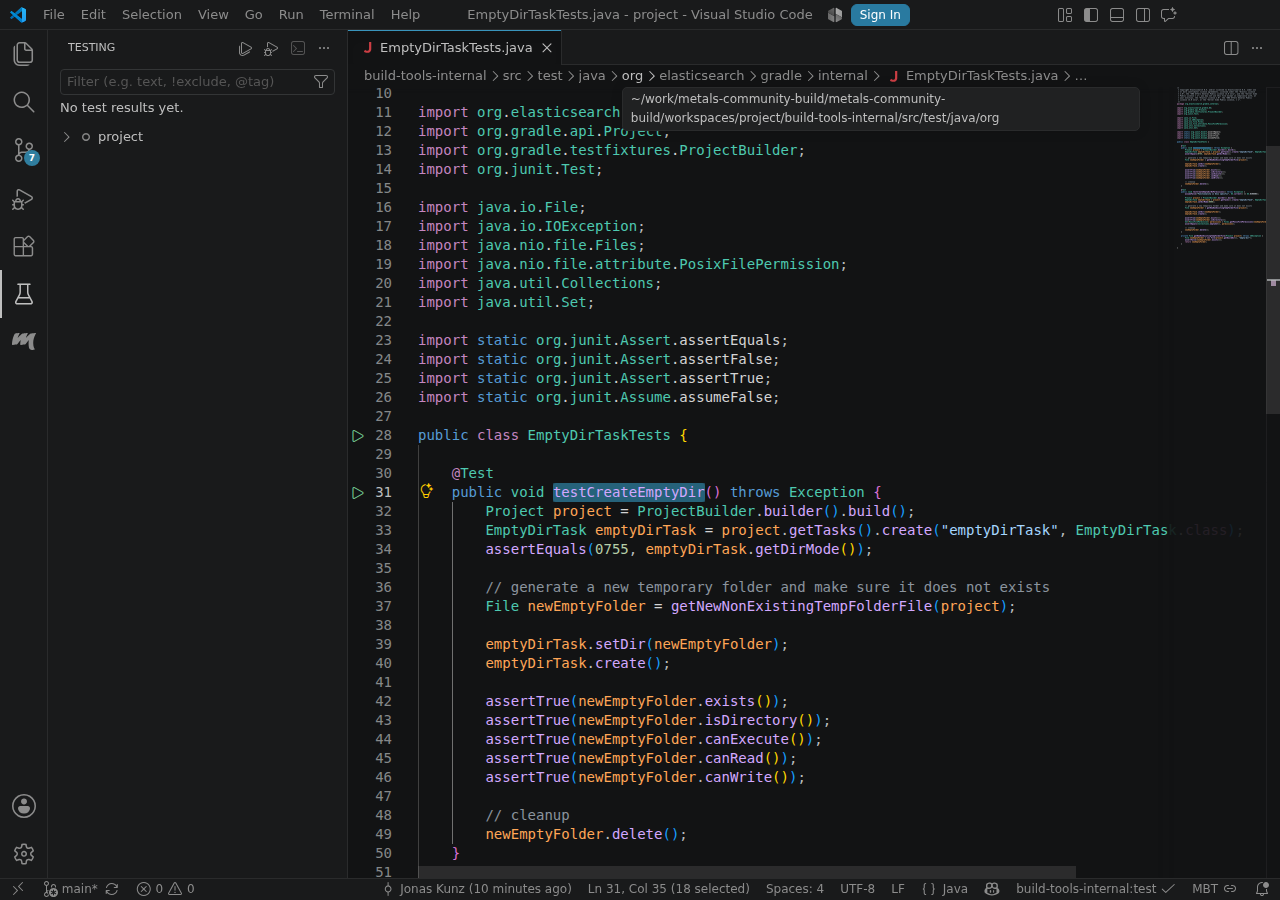 File Edit Selection View Go Run Terminal Help EmptyDirTaskTests.java - project - Visual Studio Code Sign In
TESTING
Filter (e.g. text, !exclude, @tag)
No test results yet.
project
7
EmptyDirTaskTests.java
build-tools-internal > src > test > java > org > elasticsearch > gradle > internal > EmptyDirTaskTests.java > ...
~/work/metals-community-build/metals-community-
build/workspaces/project/build-tools-internal/src/test/java/org
10
11 import org.elasticsearch
12 import org.gradle.api.Project;
13 import org.gradle.testfixtures.ProjectBuilder;
14 import org.junit.Test;
15
16 import java.io.File;
17 import java.io.IOException;
18 import java.nio.file.Files;
19 import java.nio.file.attribute.PosixFilePermission;
20 import java.util.Collections;
21 import java.util.Set;
22
23 import static org.junit.Assert.assertEquals;
24 import static org.junit.Assert.assertFalse;
25 import static org.junit.Assert.assertTrue;
26 import static org.junit.Assume.assumeFalse;
27
28 public class EmptyDirTaskTests {
29
30 @Test
31 public void testCreateEmptyDir() throws Exception {
32 Project project = ProjectBuilder.builder().build();
33 EmptyDirTask emptyDirTask = project.getTasks().create("emptyDirTask", EmptyDirTask.class);
34 assertEquals(0755, emptyDirTask.getDirMode());
35
36 // generate a new temporary folder and make sure it does not exists
37 File newEmptyFolder = getNewNonExistingTempFolderFile(project);
38
39 emptyDirTask.setDir(newEmptyFolder);
40 emptyDirTask.create();
41
42 assertTrue(newEmptyFolder.exists());
43 assertTrue(newEmptyFolder.isDirectory());
44 assertTrue(newEmptyFolder.canExecute());
45 assertTrue(newEmptyFolder.canRead());
46 assertTrue(newEmptyFolder.canWrite());
47
48 // cleanup
49 newEmptyFolder.delete();
50 }
51
main* 0 0 Jonas Kunz (10 minutes ago) Ln 31, Col 35 (18 selected) Spaces: 4 UTF-8 LF { } Java build-tools-internal:test MBT